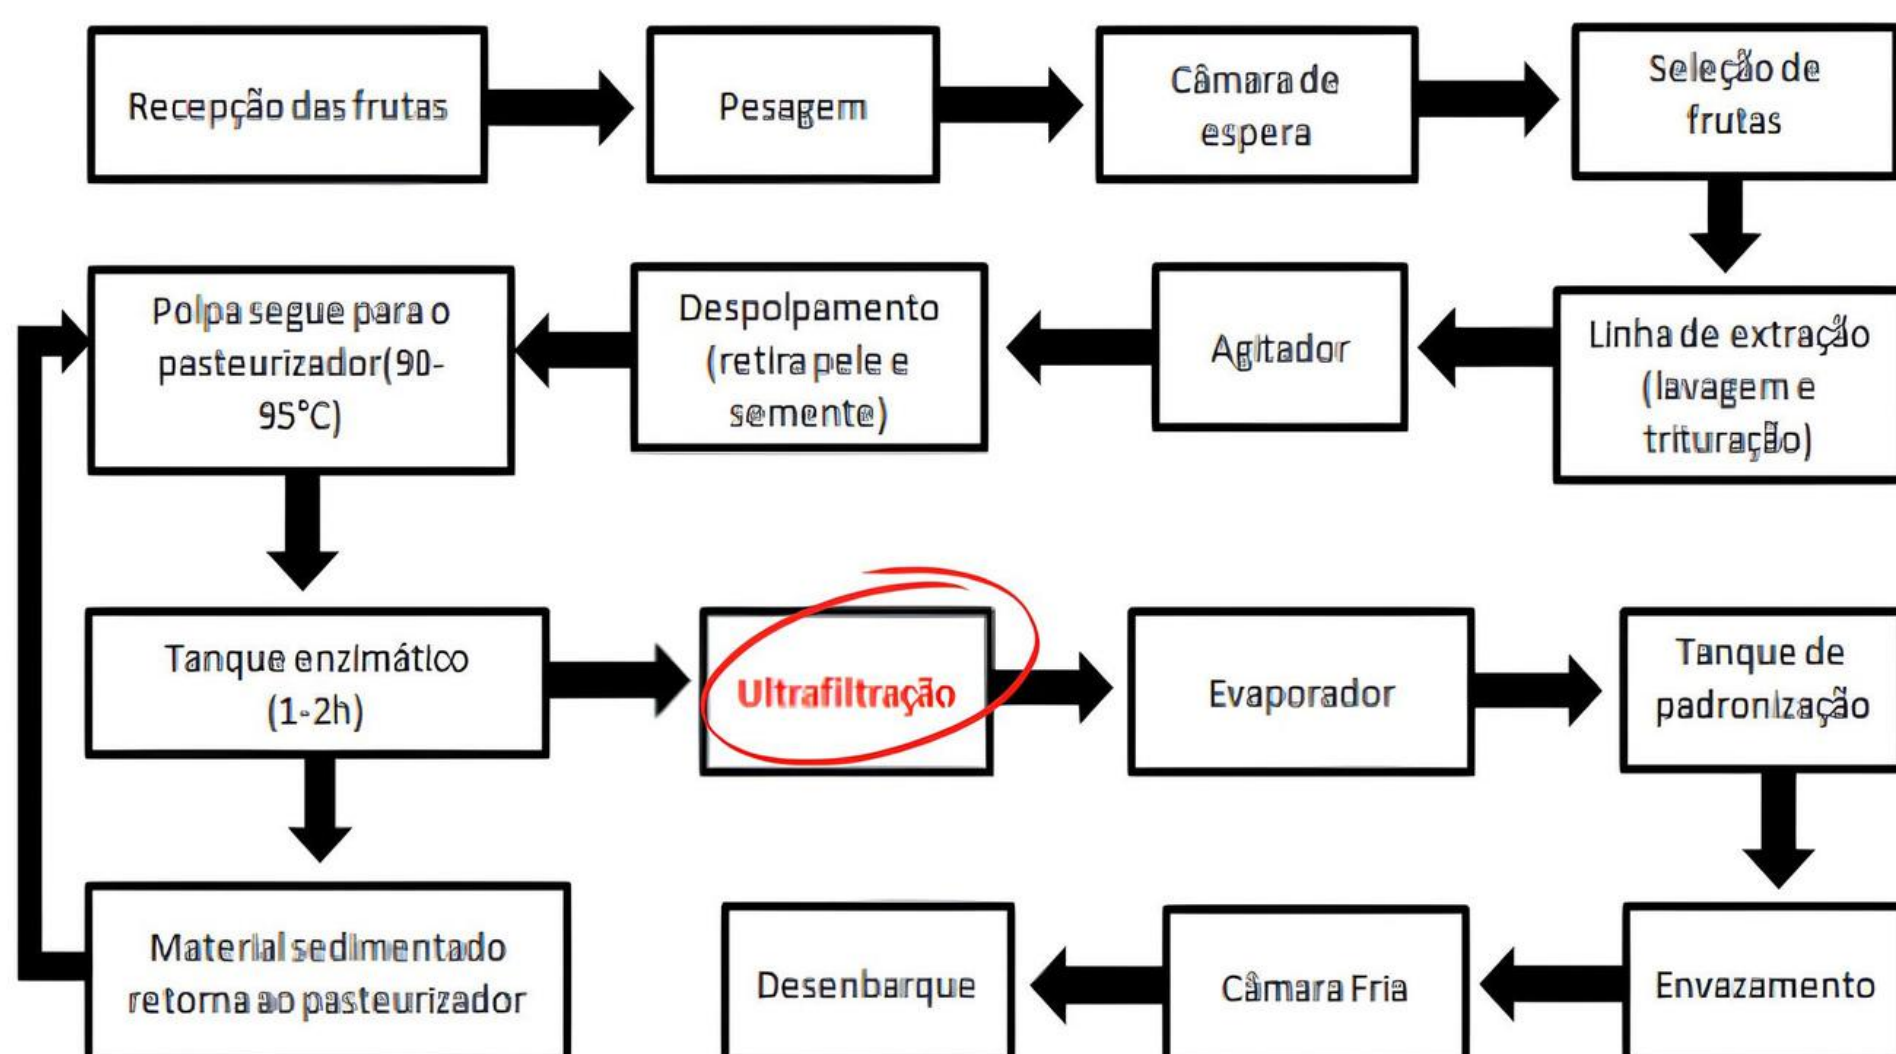 Recepção das frutas
Pesagem
Câmara de
espera
Seleção de
frutas
Linha de extração
(lavagem e
trituração)
Agitador
Despolpamento
(retira pele e
semente)
Polpa segue para o
pasteurizador(90-
95°C)
Tanque enzimático
(1-2h)
Ultrafiltração
Evaporador
Tanque de
padronização
Material sedimentado
retorna ao pasteurizador
Envazamento
Câmara Fria
Desenbarque